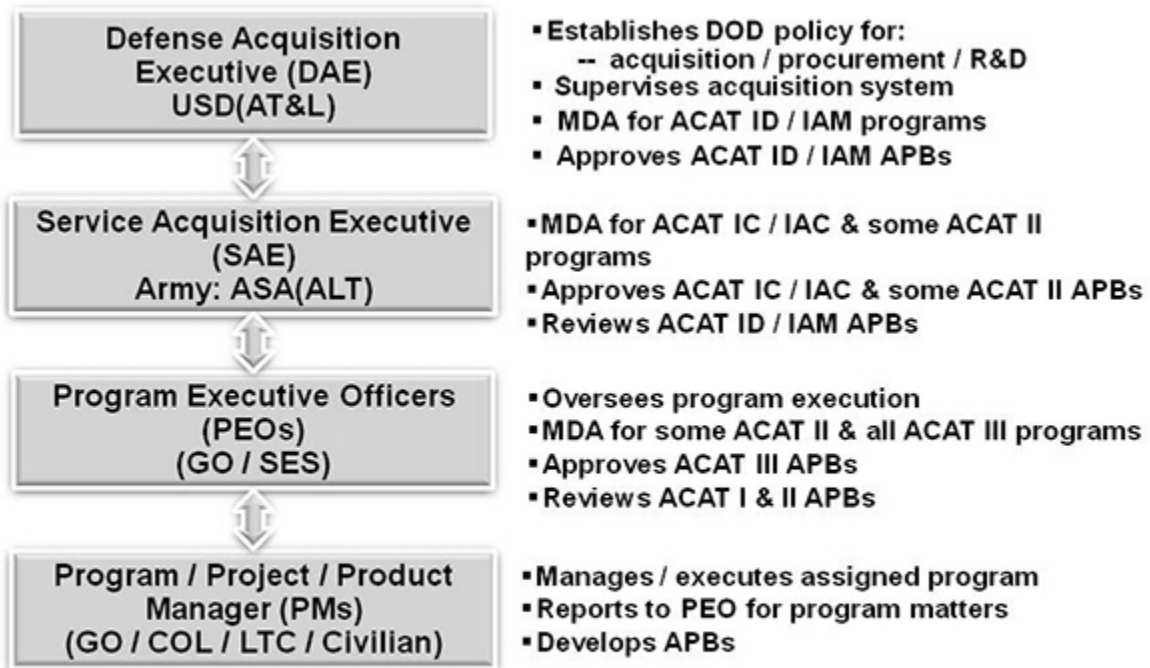 Defense Acquisition
Executive (DAE)
USD(AT&L)
▪ Establishes DOD policy for:
-- acquisition / procurement / R&D
▪ Supervises acquisition system
▪ MDA for ACAT ID / IAM programs
▪ Approves ACAT ID / IAM APBs
Service Acquisition Executive
(SAE)
Army: ASA(ALT)
▪ MDA for ACAT IC / IAC & some ACAT II
programs
▪ Approves ACAT IC / IAC & some ACAT II APBs
▪ Reviews ACAT ID / IAM APBs
Program Executive Officers
(PEOs)
(GO / SES)
▪ Oversees program execution
▪ MDA for some ACAT II & all ACAT III programs
▪ Approves ACAT III APBs
▪ Reviews ACAT I & II APBs
Program / Project / Product
Manager (PMs)
(GO / COL / LTC / Civilian)
▪ Manages / executes assigned program
▪ Reports to PEO for program matters
▪ Develops APBs